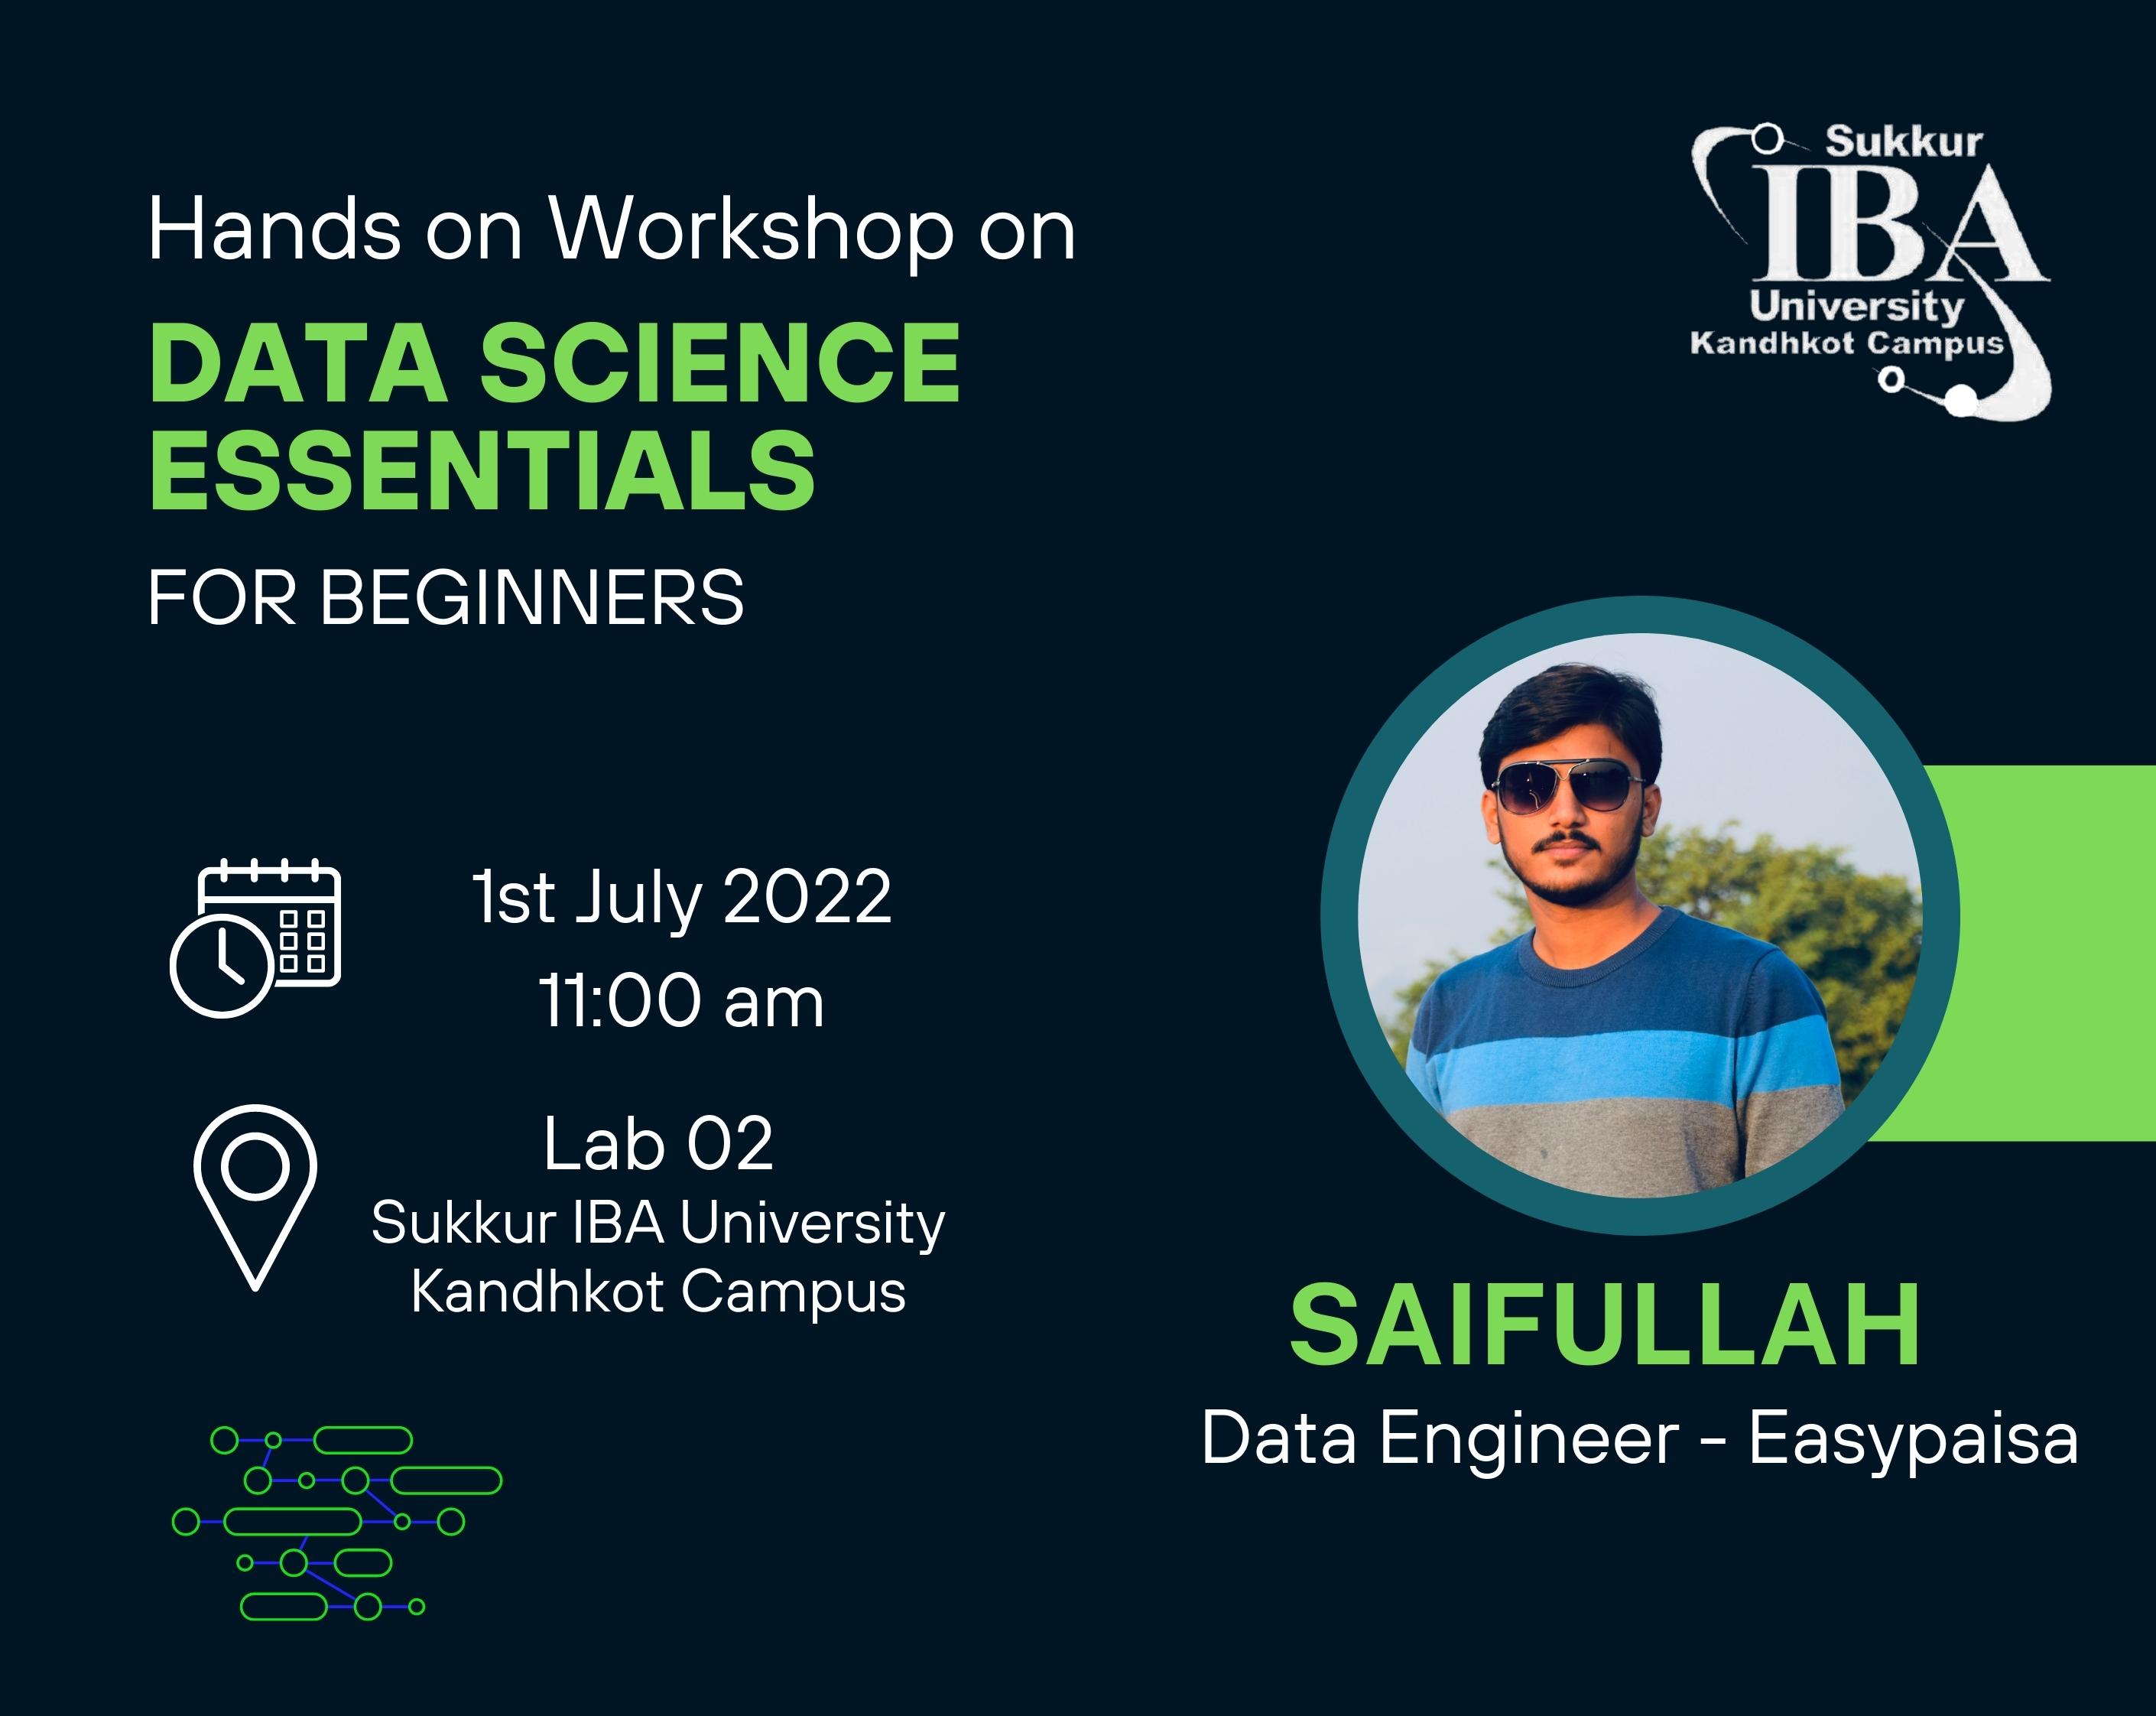 Hands on Workshop on
DATA SCIENCE
ESSENTIALS
FOR BEGINNERS
Sukkur
IBA
University
Kandhkot Campus
1st July 2022
11:00 am
Lab 02
Sukkur IBA University
Kandhkot Campus
SAIFULLAH
Data Engineer - Easypaisa